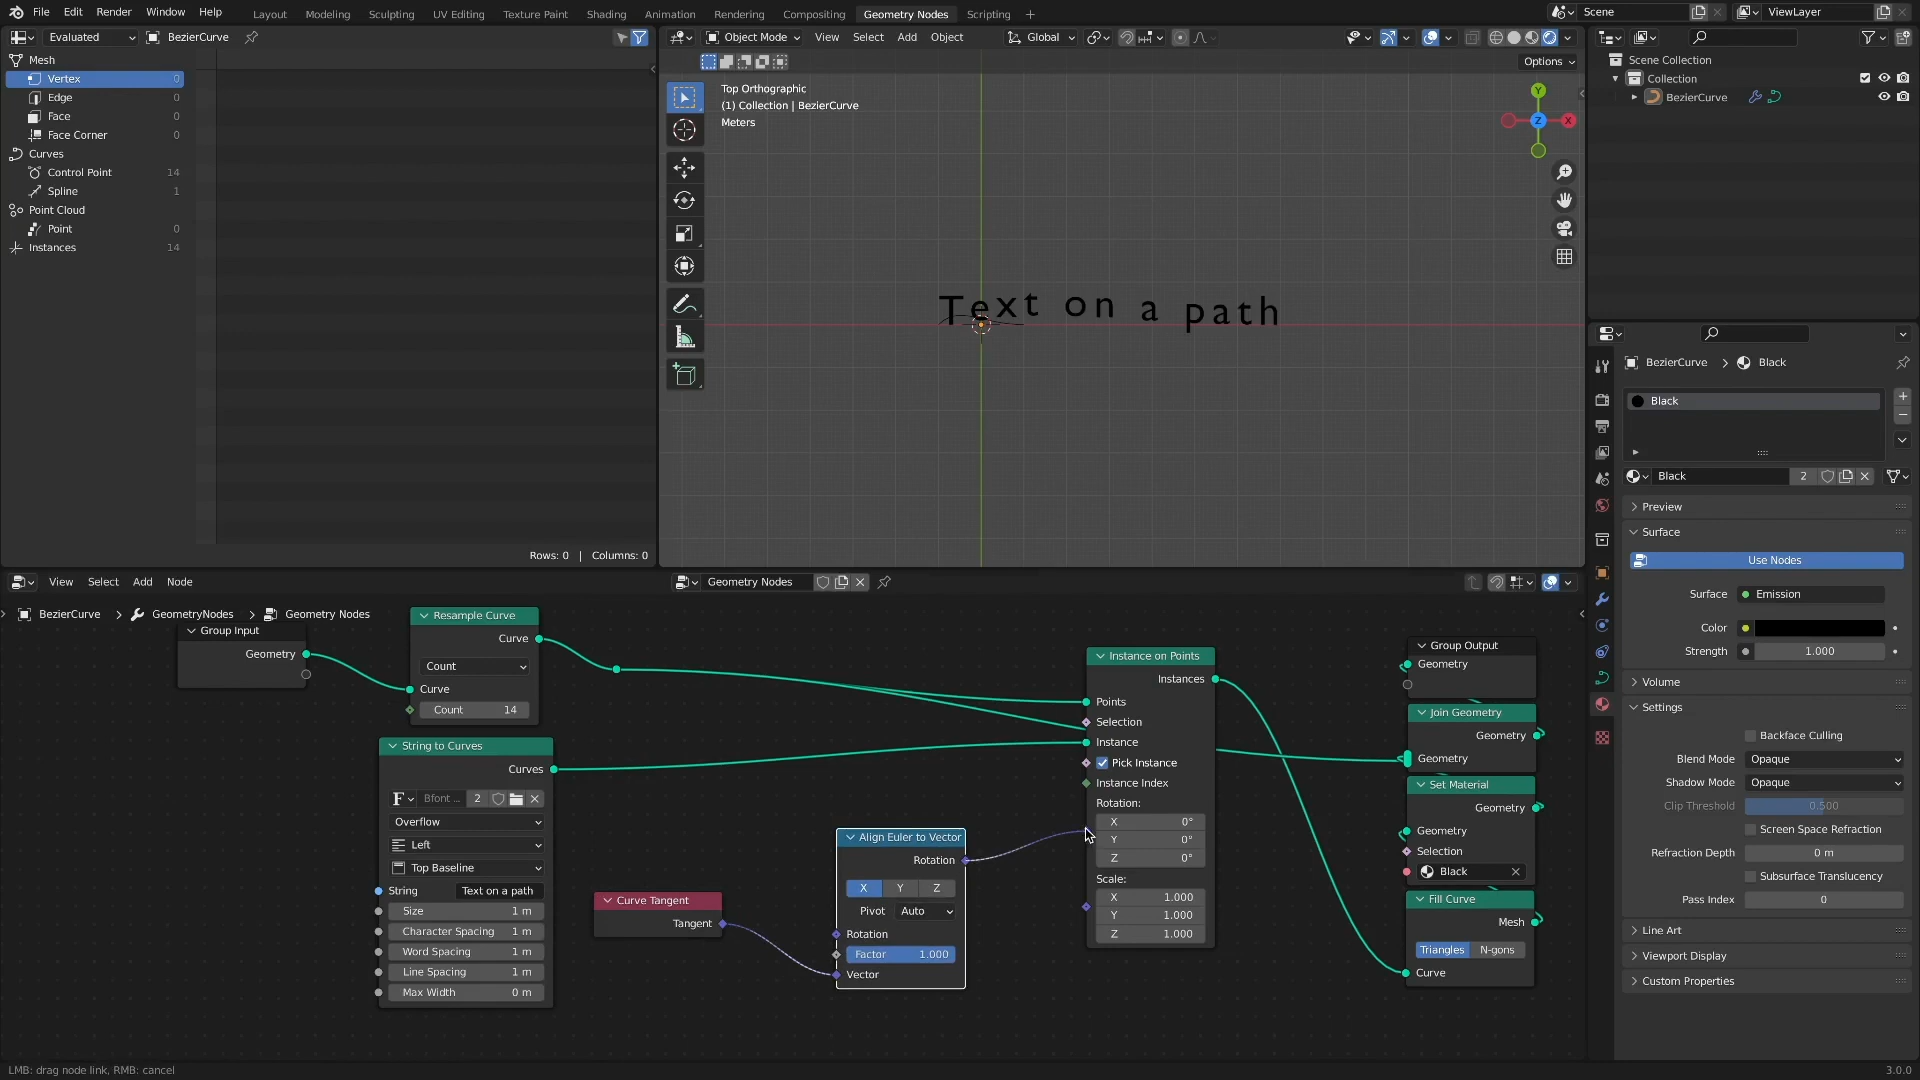 File Edit Render Window Help Layout Modeling Sculpting UV Editing Texture Paint Shading Animation Rendering Compositing Geometry Nodes Scripting + Scene ViewLayer
Evaluated BezierCurve
Mesh
Vertex 0
Edge 0
Face 0
Face Corner 0
Curves
Control Point 14
Spline 1
Point Cloud
Point 0
Instances 14
Rows: 0 | Columns: 0
Object Mode View Select Add Object Global
Options
Top Orthographic
(1) Collection | BezierCurve
Meters
Y
Z X
Text on a path
Scene Collection
Collection
BezierCurve
BezierCurve > Black
Black
Black 2
Preview
Surface
Use Nodes
Surface Emission
Color
Strength 1.000
Volume
Settings
Backface Culling
Blend Mode Opaque
Shadow Mode Opaque
Clip Threshold 0.500
Screen Space Refraction
Refraction Depth 0 m
Subsurface Translucency
Pass Index 0
Line Art
Viewport Display
Custom Properties
View Select Add Node Geometry Nodes
BezierCurve > GeometryNodes > Geometry Nodes
Group Input
Geometry
Resample Curve
Curve
Count
Curve
Count 14
String to Curves
Curves
F Bfont ... 2
Overflow
Left
Top Baseline
String Text on a path
Size 1 m
Character Spacing 1 m
Word Spacing 1 m
Line Spacing 1 m
Max Width 0 m
Curve Tangent
Tangent
Align Euler to Vector
Rotation
X Y Z
Pivot Auto
Rotation
Factor 1.000
Vector
Instance on Points
Instances
Points
Selection
Instance
Pick Instance
Instance Index
Rotation:
X 0°
Y 0°
Z 0°
Scale:
X 1.000
Y 1.000
Z 1.000
Group Output
Geometry
Join Geometry
Geometry
Geometry
Set Material
Geometry
Geometry
Selection
Black
Fill Curve
Mesh
Triangles N-gons
Curve
LMB: drag node link, RMB: cancel
3.0.0